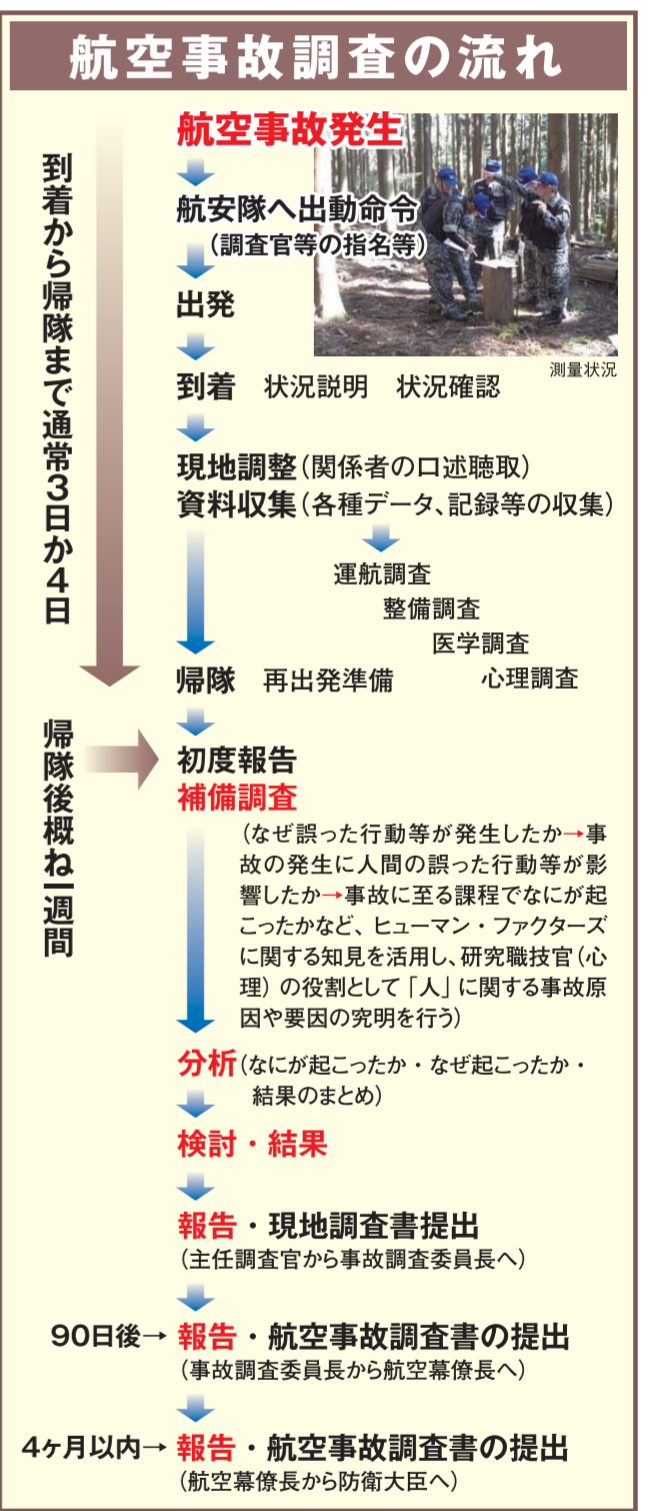 航空事故調査の流れ
航空事故発生
航安隊へ出動命令
（調査官等の指名等）
出発
測量状況
到着　状況説明　状況確認
現地調整（関係者の口述聴取）
資料収集（各種データ、記録等の収集）
運航調査
整備調査
医学調査
心理調査
帰隊　再出発準備
到着から帰隊まで通常3日か4日
帰隊後概ね一週間
初度報告
補備調査
（なぜ誤った行動等が発生したか→事
故の発生に人間の誤った行動等が影
響したか→事故に至る課程でなにが起
こったかなど、ヒューマン・ファクターズ
に関する知見を活用し、研究職技官（心
理）の役割として「人」に関する事故原
因や要因の究明を行う）
分析（なにが起こったか・なぜ起こったか・
結果のまとめ）
検討・結果
報告・現地調査書提出
（主任調査官から事故調査委員長へ）
90日後→ 報告・航空事故調査書の提出
（事故調査委員長から航空幕僚長へ）
4ヶ月以内→ 報告・航空事故調査書の提出
（航空幕僚長から防衛大臣へ）